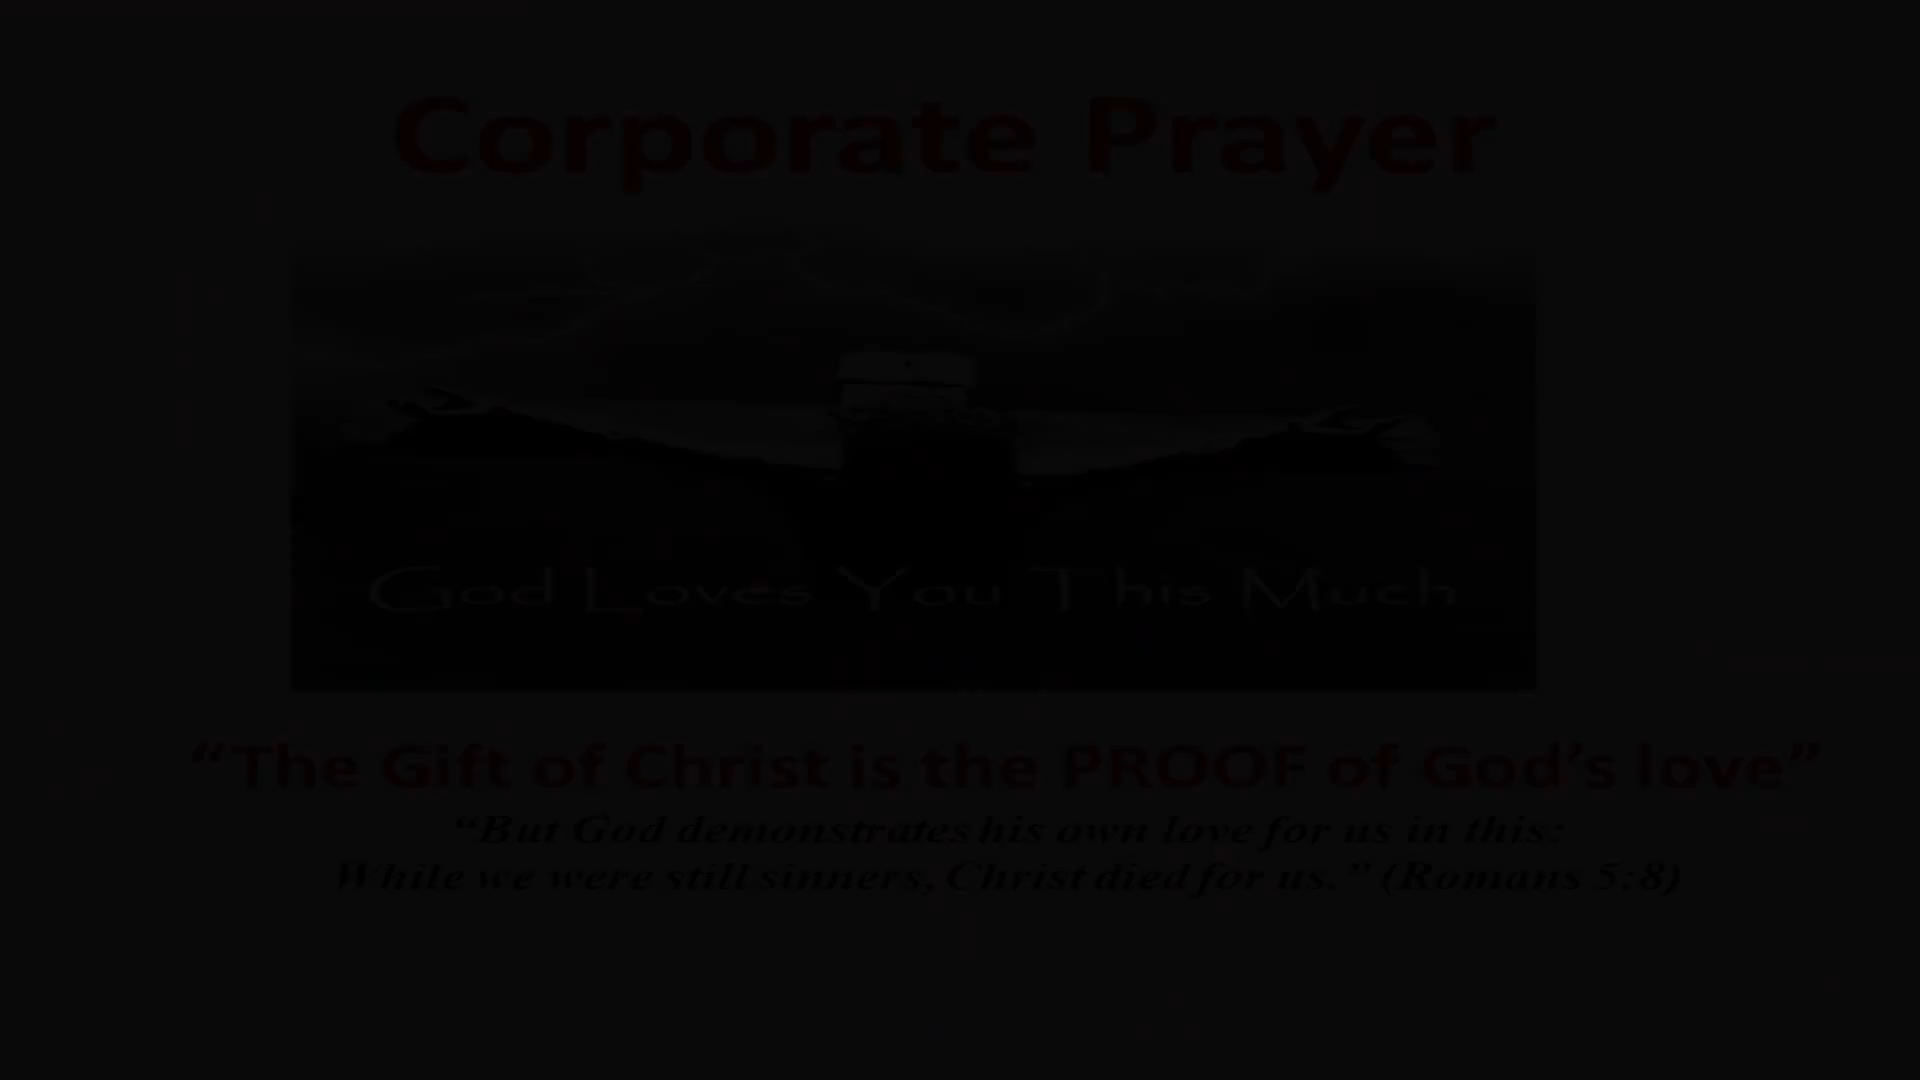 Corporate Prayer
God Loves You This Much
“The Gift of Christ is the PROOF of God’s love”
“But God demonstrates his own love for us in this:
While we were still sinners, Christ died for us.” (Romans 5:8)